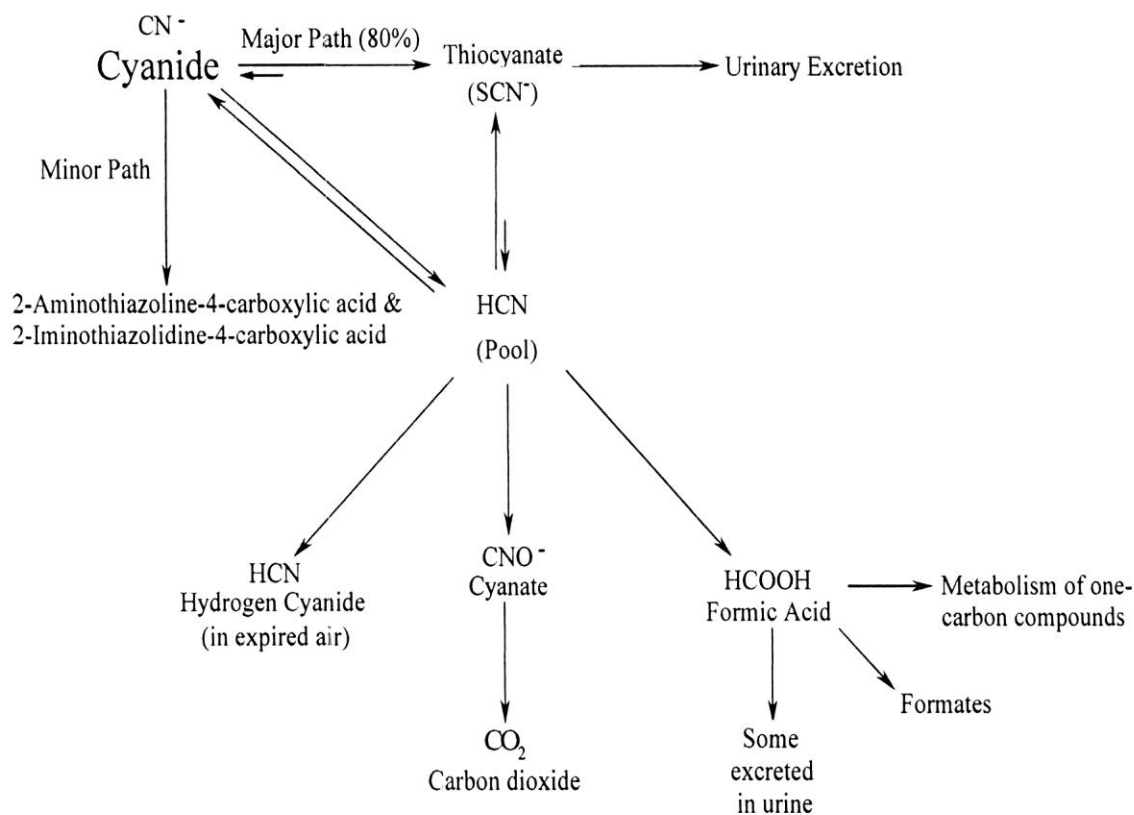 CN -
Cyanide
Major Path (80%)
Thiocyanate
(SCN-)
Urinary Excretion
Minor Path
2-Aminothiazoline-4-carboxylic acid &
2-Iminothiazolidine-4-carboxylic acid
HCN
(Pool)
HCN
Hydrogen Cyanide
(in expired air)
CNO -
Cyanate
HCOOH
Formic Acid
Metabolism of one-
carbon compounds
Formates
CO2
Carbon dioxide
Some
excreted
in urine